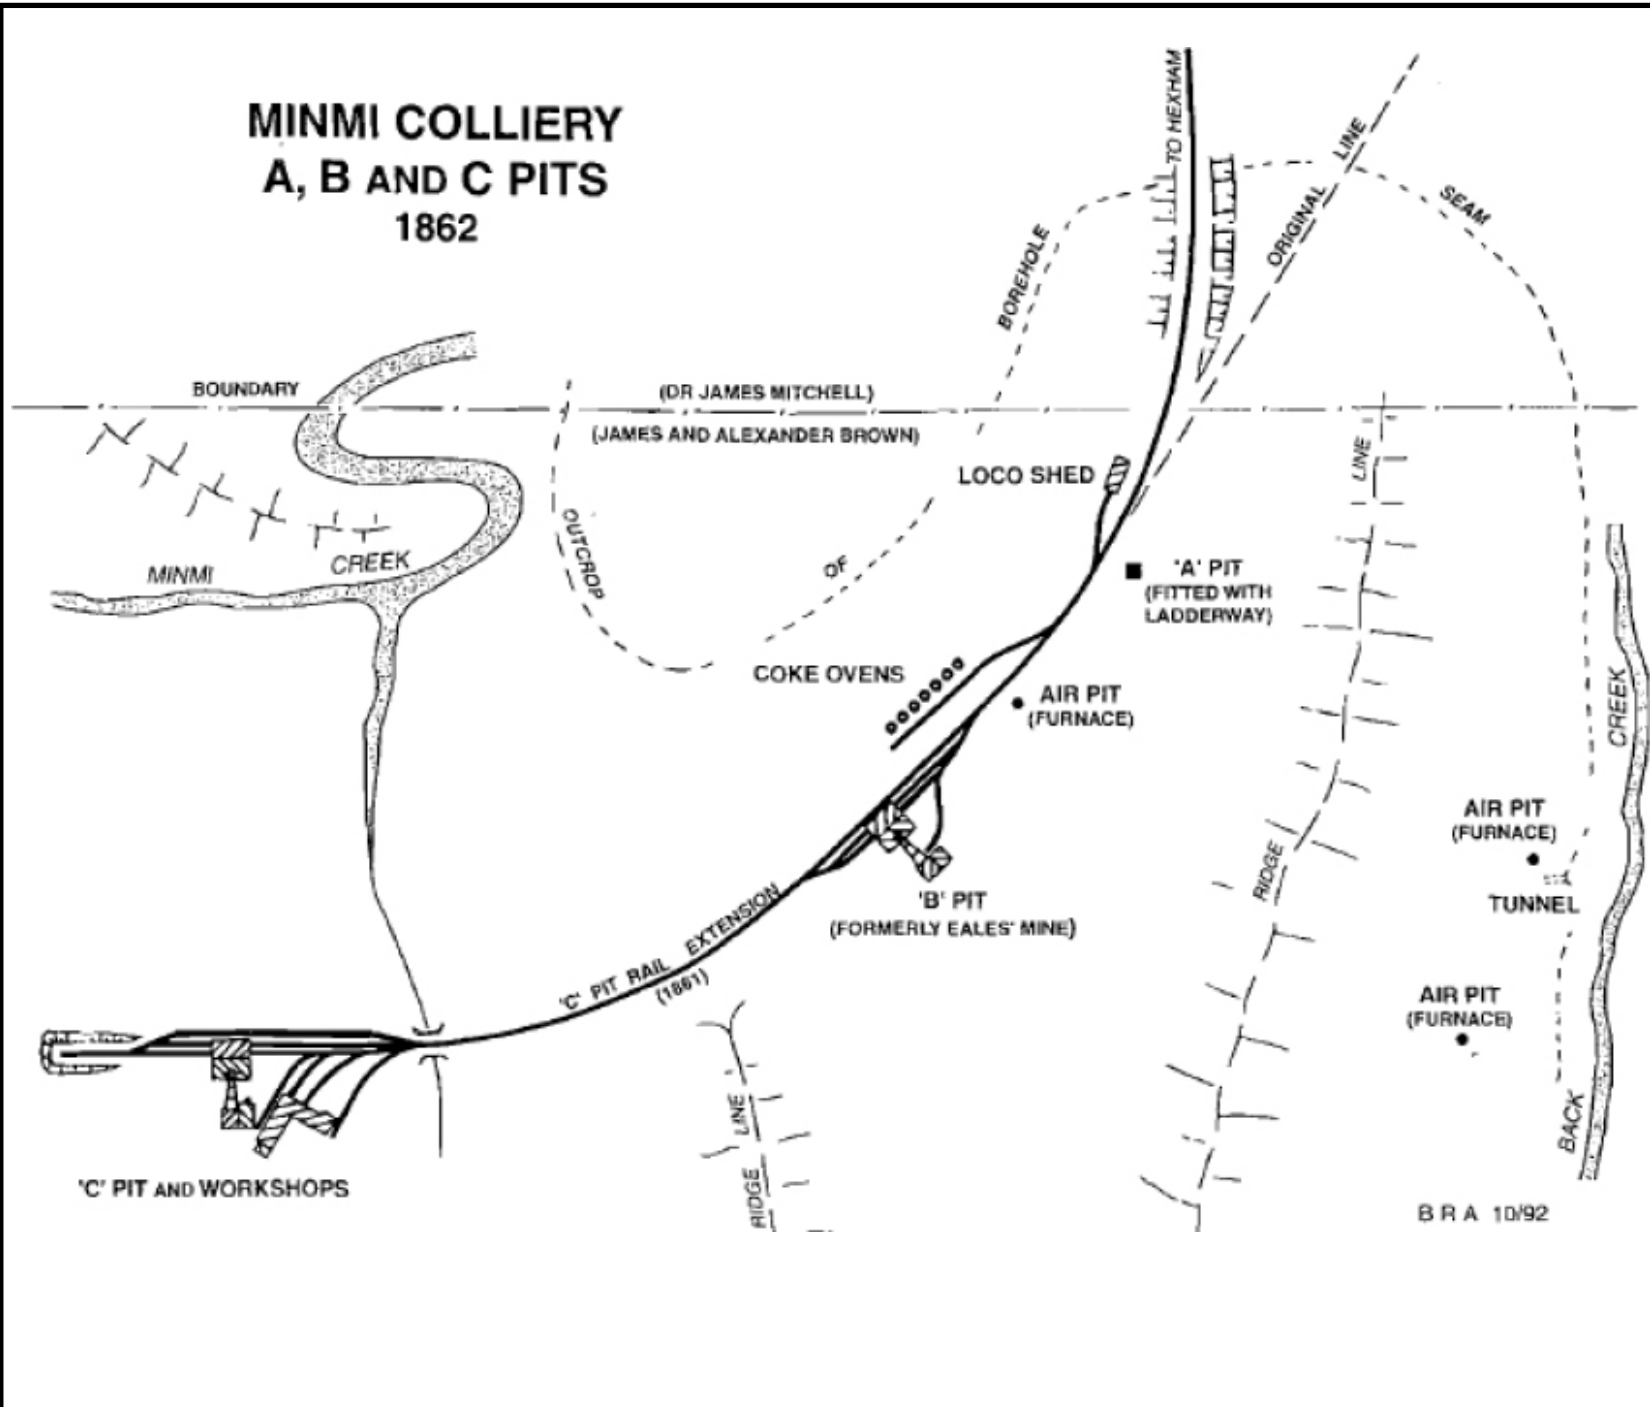 MINMI COLLIERY
A, B AND C PITS
1862
TO HEXHAM
ORIGINAL LINE
BOREHOLE
SEAM
BOUNDARY
(DR JAMES MITCHELL)
(JAMES AND ALEXANDER BROWN)
LOCO SHED
LINE
OUTCROP
OF
MINMI CREEK
'A' PIT
(FITTED WITH
LADDERWAY)
COKE OVENS
AIR PIT
(FURNACE)
CREEK
AIR PIT
(FURNACE)
TUNNEL
RIDGE
'B' PIT
(FORMERLY EALES' MINE)
'C' PIT RAIL EXTENSION
(1861)
AIR PIT
(FURNACE)
BACK
RIDGE LINE
'C' PIT AND WORKSHOPS
B R A 10/92